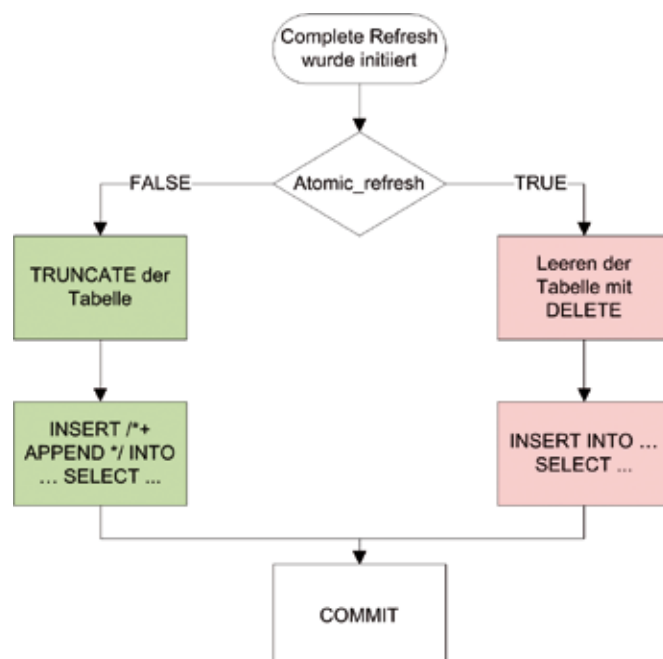 Complete Refresh
wurde initiiert
FALSE
Atomic_refresh
TRUE
TRUNCATE der
Tabelle
Leeren der
Tabelle mit
DELETE
INSERT /*+
APPEND */ INTO
... SELECT ...
INSERT INTO ...
SELECT ...
COMMIT